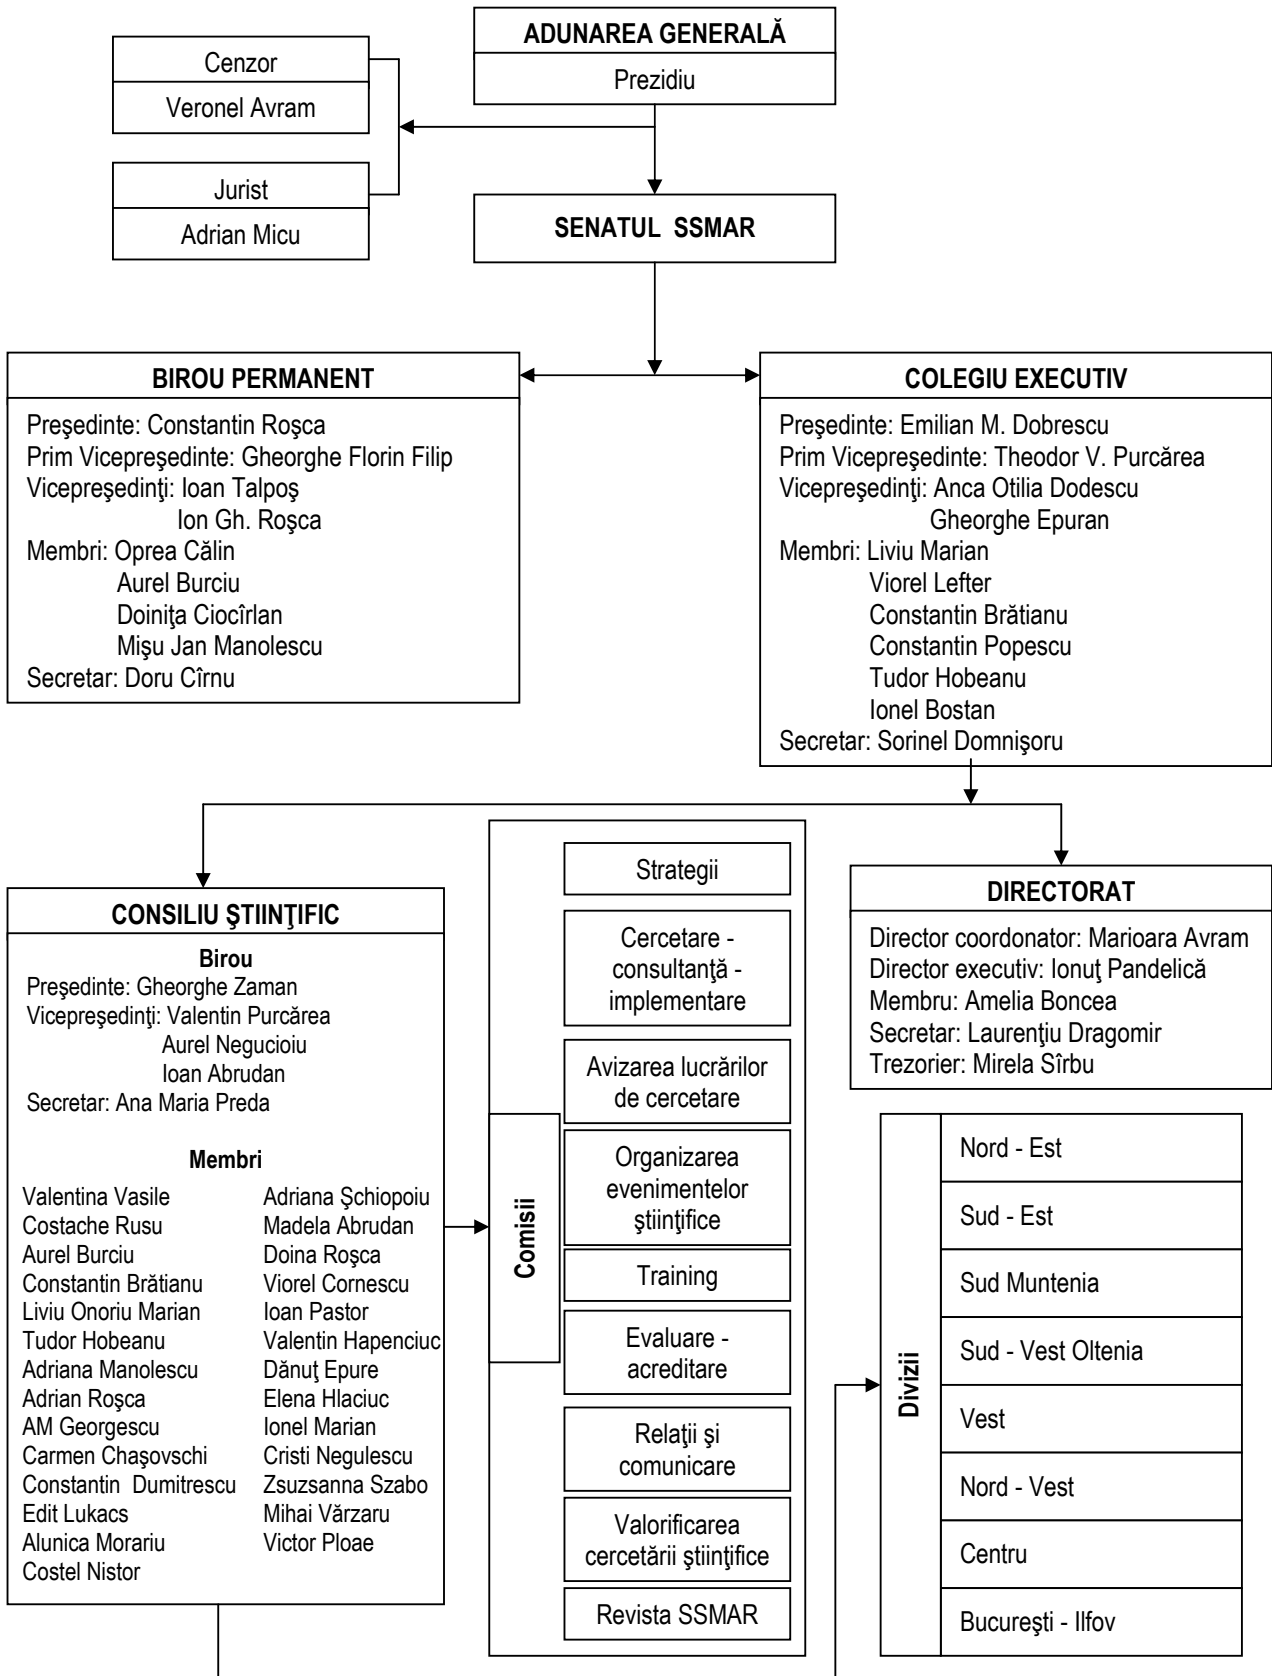 ADUNAREA GENERALĂ
Prezidiu
Cenzor
Veronel Avram
Jurist
Adrian Micu
SENATUL SSMAR
BIROU PERMANENT
Preşedinte: Constantin Roşca
Prim Vicepreşedinte: Gheorghe Florin Filip
Vicepreşedinţi: Ioan Talpoş
Ion Gh. Roşca
Membri: Oprea Călin
Aurel Burciu
Doiniţa Ciocîrlan
Mişu Jan Manolescu
Secretar: Doru Cîrnu
COLEGIU EXECUTIV
Preşedinte: Emilian M. Dobrescu
Prim Vicepreşedinte: Theodor V. Purcărea
Vicepreşedinţi: Anca Otilia Dodescu
Gheorghe Epuran
Membri: Liviu Marian
Viorel Lefter
Constantin Brătianu
Constantin Popescu
Tudor Hobeanu
Ionel Bostan
Secretar: Sorinel Domnişoru
CONSILIU ŞTIINŢIFIC
Birou
Preşedinte: Gheorghe Zaman
Vicepreşedinţi: Valentin Purcărea
Aurel Negucioiu
Ioan Abrudan
Secretar: Ana Maria Preda
Membri
Valentina Vasile
Costache Rusu
Aurel Burciu
Constantin Brătianu
Liviu Onoriu Marian
Tudor Hobeanu
Adriana Manolescu
Adrian Roşca
AM Georgescu
Carmen Chaşovschi
Constantin Dumitrescu
Edit Lukacs
Alunica Morariu
Costel Nistor
Adriana Şchiopoiu
Madela Abrudan
Doina Roşca
Viorel Cornescu
Ioan Pastor
Valentin Hapenciuc
Dănuţ Epure
Elena Hlaciuc
Ionel Marian
Cristi Negulescu
Zsuzsanna Szabo
Mihai Vărzaru
Victor Ploae
Comisii
Strategii
Cercetare -
consultanţă -
implementare
Avizarea lucrărilor
de cercetare
Organizarea
evenimentelor
ştiinţifice
Training
Evaluare -
acreditare
Relaţii şi
comunicare
Valorificarea
cercetării ştiinţifice
Revista SSMAR
DIRECTORAT
Director coordonator: Marioara Avram
Director executiv: Ionuţ Pandelică
Membru: Amelia Boncea
Secretar: Laurenţiu Dragomir
Trezorier: Mirela Sîrbu
Divizii
Nord - Est
Sud - Est
Sud Muntenia
Sud - Vest Oltenia
Vest
Nord - Vest
Centru
Bucureşti - Ilfov